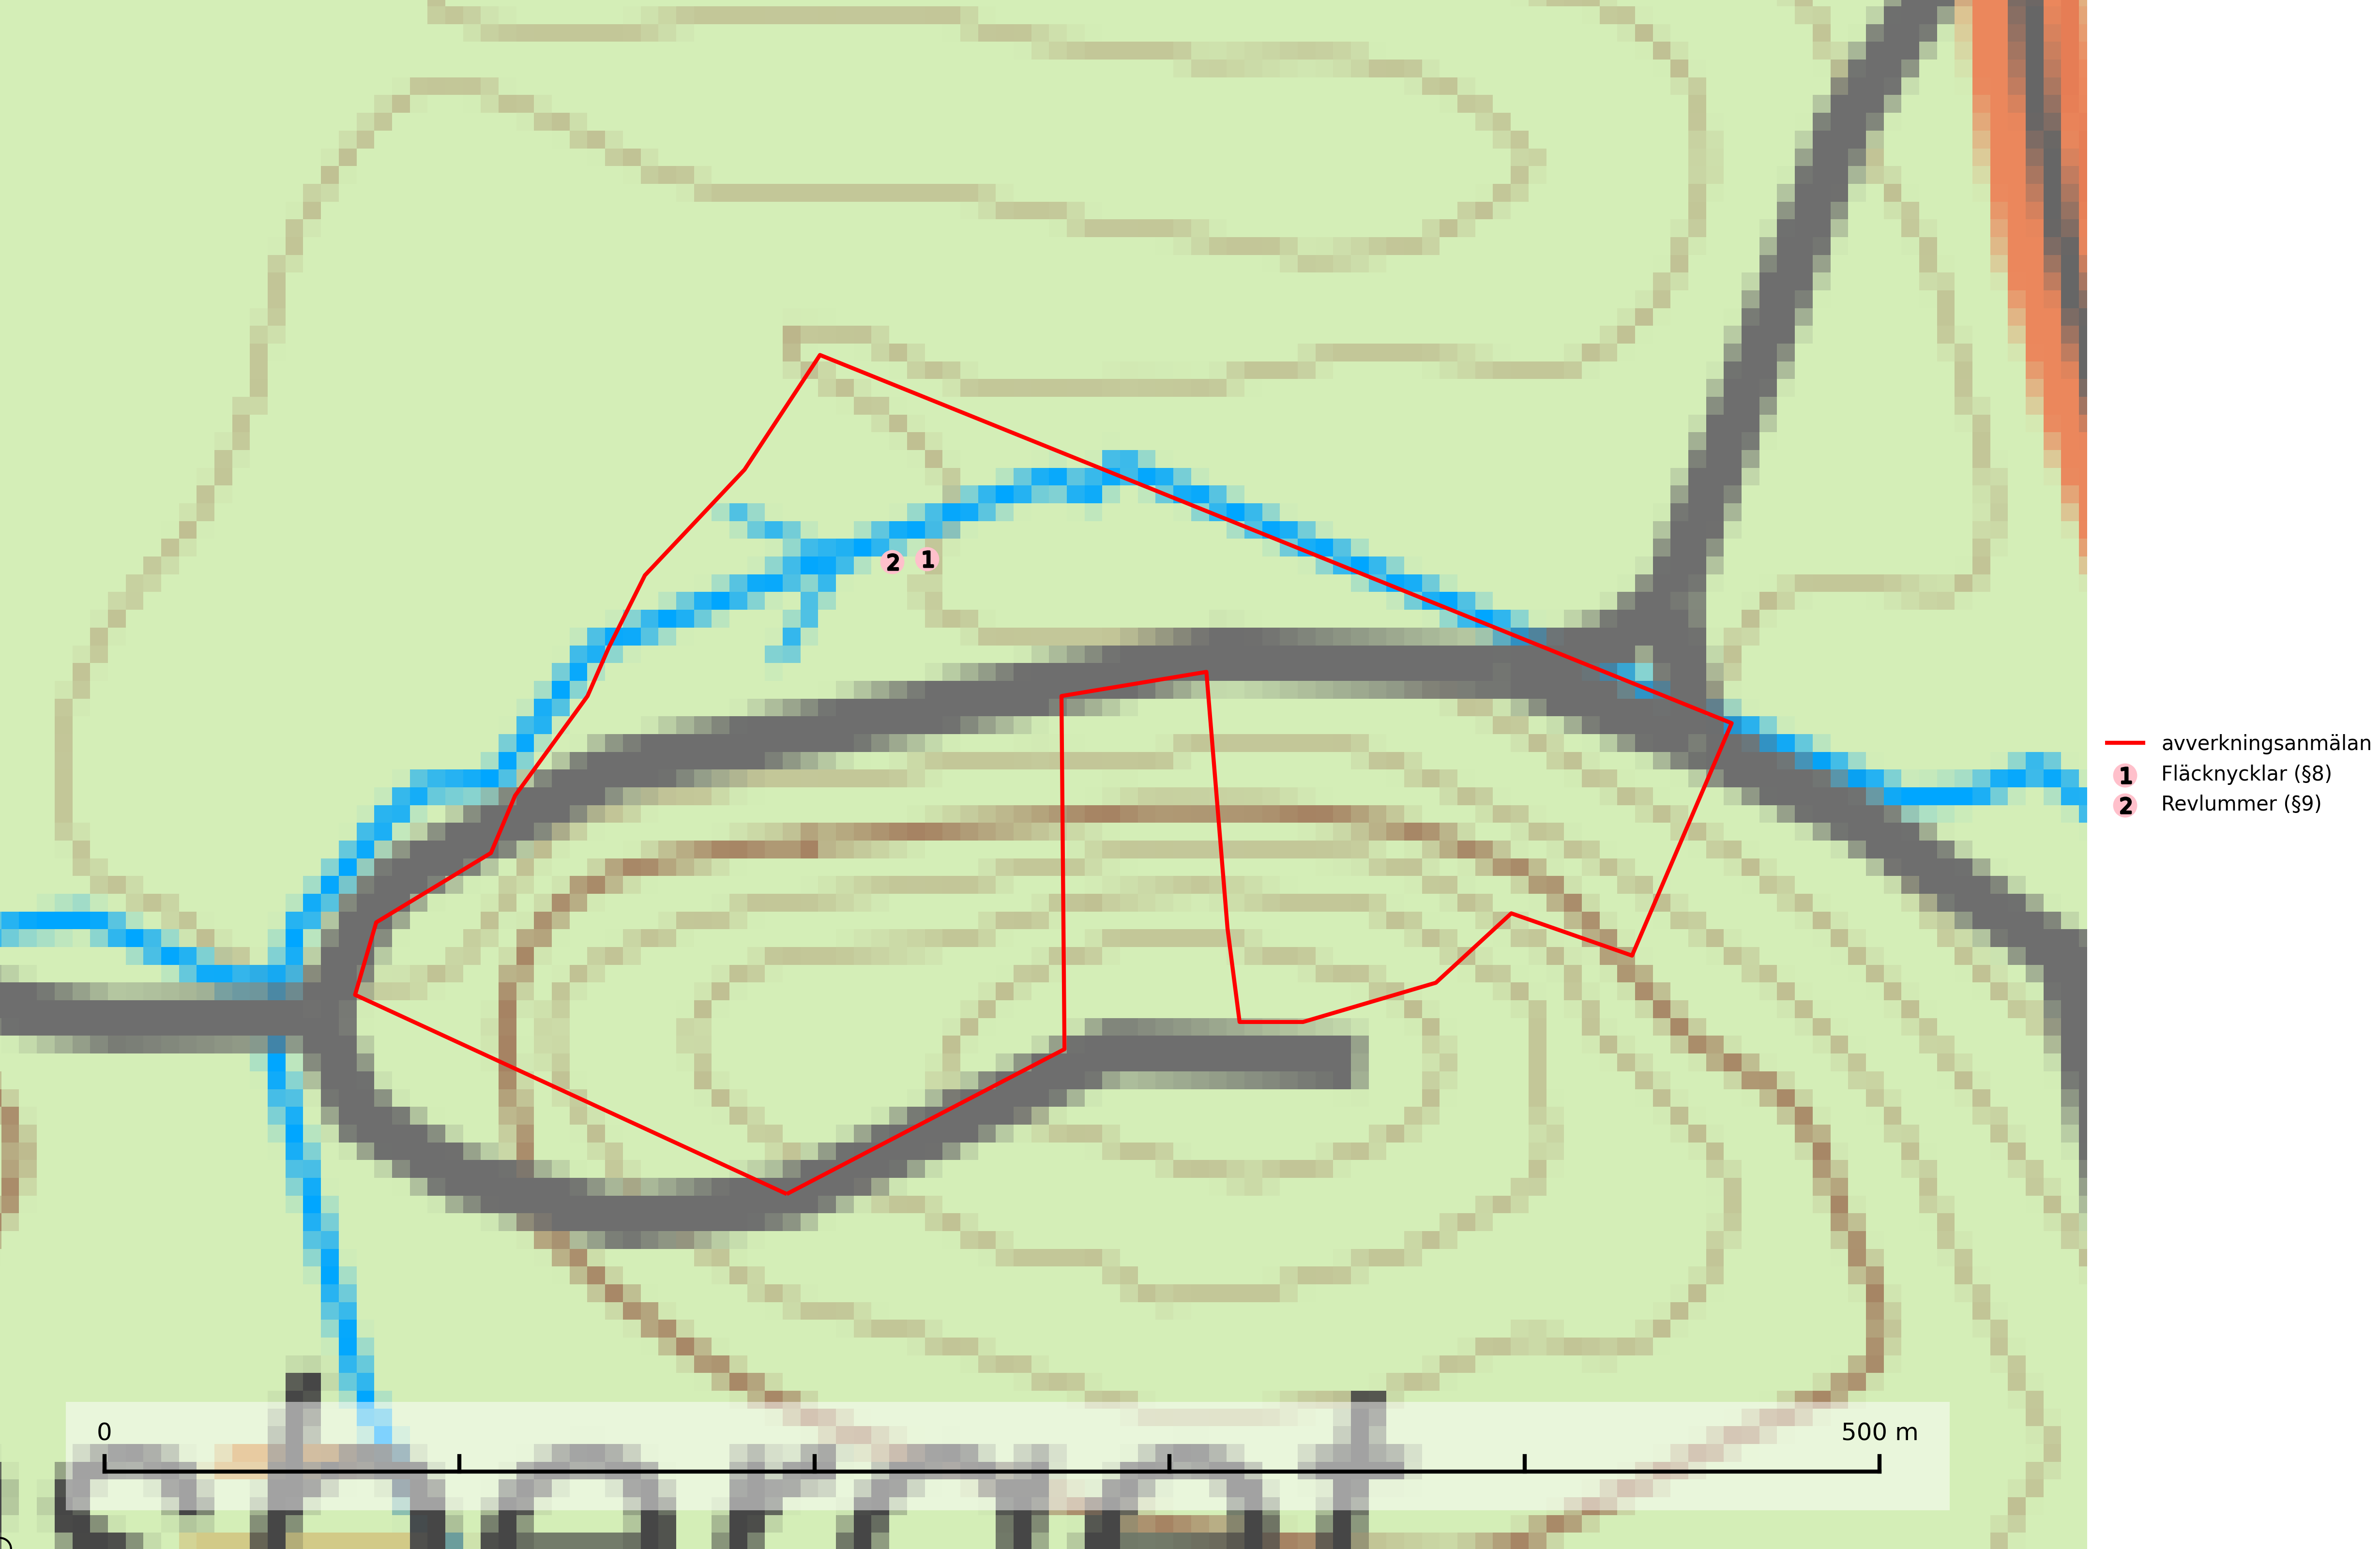 2 1
avverkningsanmälan
1 Fläcknycklar (§8)
2 Revlummer (§9)
0 500 m